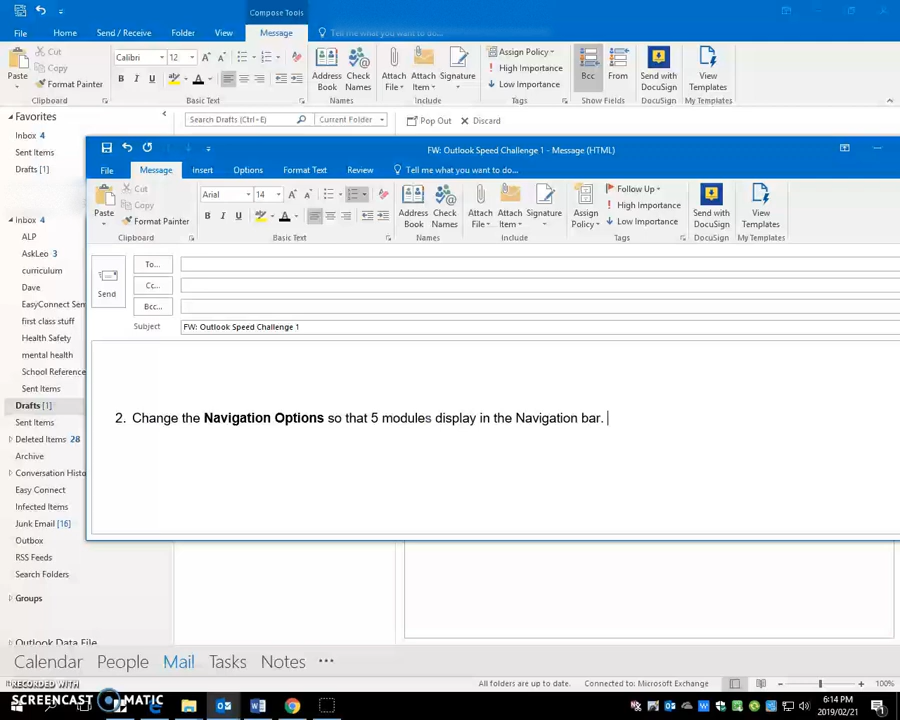 Compose Tools
File Home Send / Receive Folder View Message Tell me what you want to do...
Paste Cut Copy Format Painter
Calibri 12
B I U A
Address Book Check Names Attach File Attach Item Signature
Assign Policy High Importance Low Importance
Bcc From Send with DocuSign View Templates
Clipboard Basic Text Names Include Tags Show Fields DocuSign My Templates
Favorites
Inbox 4
Sent Items
Drafts [1]
Search Drafts (Ctrl+E) Current Folder Pop Out Discard
FW: Outlook Speed Challenge 1 - Message (HTML)
File Message Insert Options Format Text Review Tell me what you want to do...
Paste Cut Copy Format Painter
Arial 14
B I U A
Address Book Check Names Attach File Attach Item Signature
Assign Policy Follow Up High Importance Low Importance
Send with DocuSign View Templates
Clipboard Basic Text Names Include Tags DocuSign My Templates
Send
To...
Cc...
Bcc...
Subject FW: Outlook Speed Challenge 1
2. Change the Navigation Options so that 5 modules display in the Navigation bar.
Inbox 4
ALP
AskLeo 3
curriculum
Dave
EasyConnect Sen
first class stuff
Health Safety
mental health
School Reference
Sent Items
Drafts [1]
Sent Items
Deleted Items 28
Archive
Conversation Histo
Easy Connect
Infected Items
Junk Email [16]
Outbox
RSS Feeds
Search Folders
Groups
Outlook Data File
Calendar People Mail Tasks Notes •••
All folders are up to date. Connected to: Microsoft Exchange 100%
RECORDED WITH
SCREENCAST MATIC
6:14 PM
2019/02/21